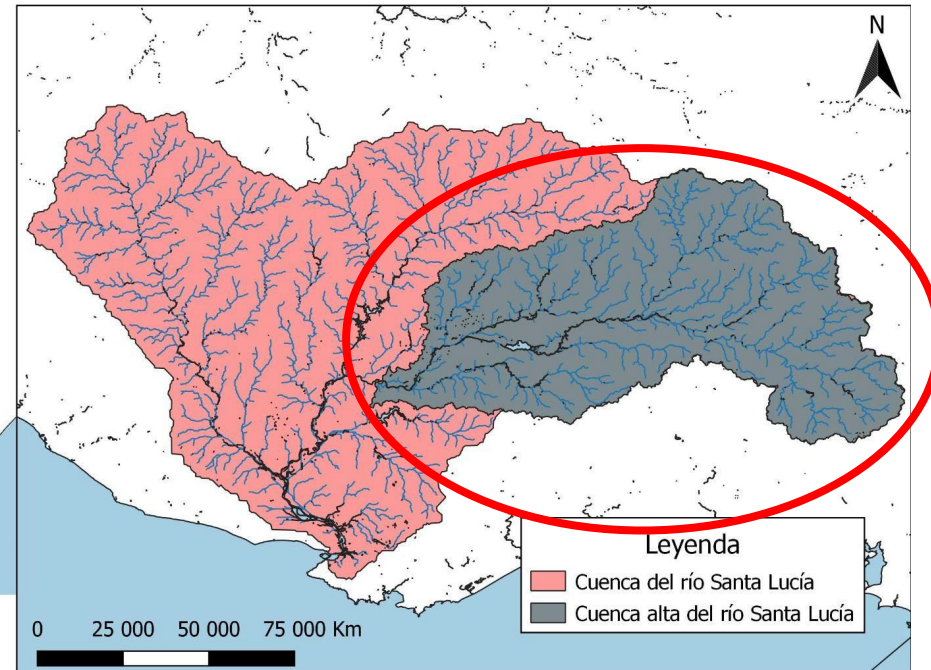 N
Leyenda
Cuenca del río Santa Lucía
Cuenca alta del río Santa Lucía
0 25 000 50 000 75 000 Km